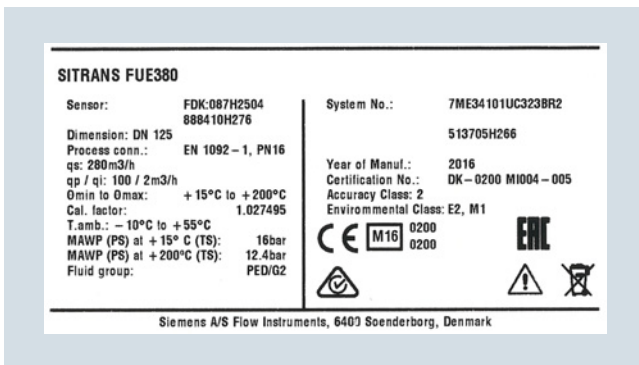 SITRANS FUE380
Sensor: FDK:087H2504
888410H276
Dimension: DN 125
Process conn.: EN 1092 – 1, PN16
qs: 280m3/h
qp / qi: 100 / 2m3/h
Θmin to Θmax: +15°C to +200°C
Cal. factor: 1.027495
T.amb.: – 10°C to +55°C
MAWP (PS) at +15° C (TS): 16bar
MAWP (PS) at +200°C (TS): 12.4bar
Fluid group: PED/G2
System No.: 7ME34101UC323BR2
513705H266
Year of Manuf.: 2016
Certification No.: DK–0200 MI004–005
Accuracy Class: 2
Environmental Class: E2, M1
CE M16 0200
0200
EAC
Siemens A/S Flow Instruments, 6400 Soenderborg, Denmark